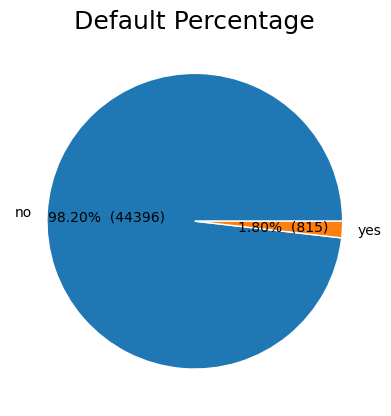 Default Percentage
no
98.20% (44396)
1.80% (815)
yes